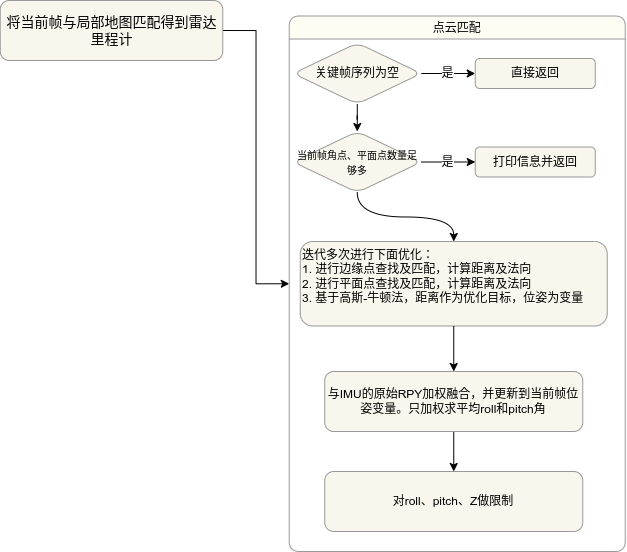 将当前帧与局部地图匹配得到雷达
里程计
点云匹配
关键帧序列为空
是
直接返回
当前帧角点、平面点数量足
够多
是
打印信息并返回
迭代多次进行下面优化：
1. 进行边缘点查找及匹配，计算距离及法向
2. 进行平面点查找及匹配，计算距离及法向
3. 基于高斯-牛顿法，距离作为优化目标，位姿为变量
与IMU的原始RPY加权融合，并更新到当前帧位
姿变量。只加权求平均roll和pitch角
对roll、pitch、Z做限制